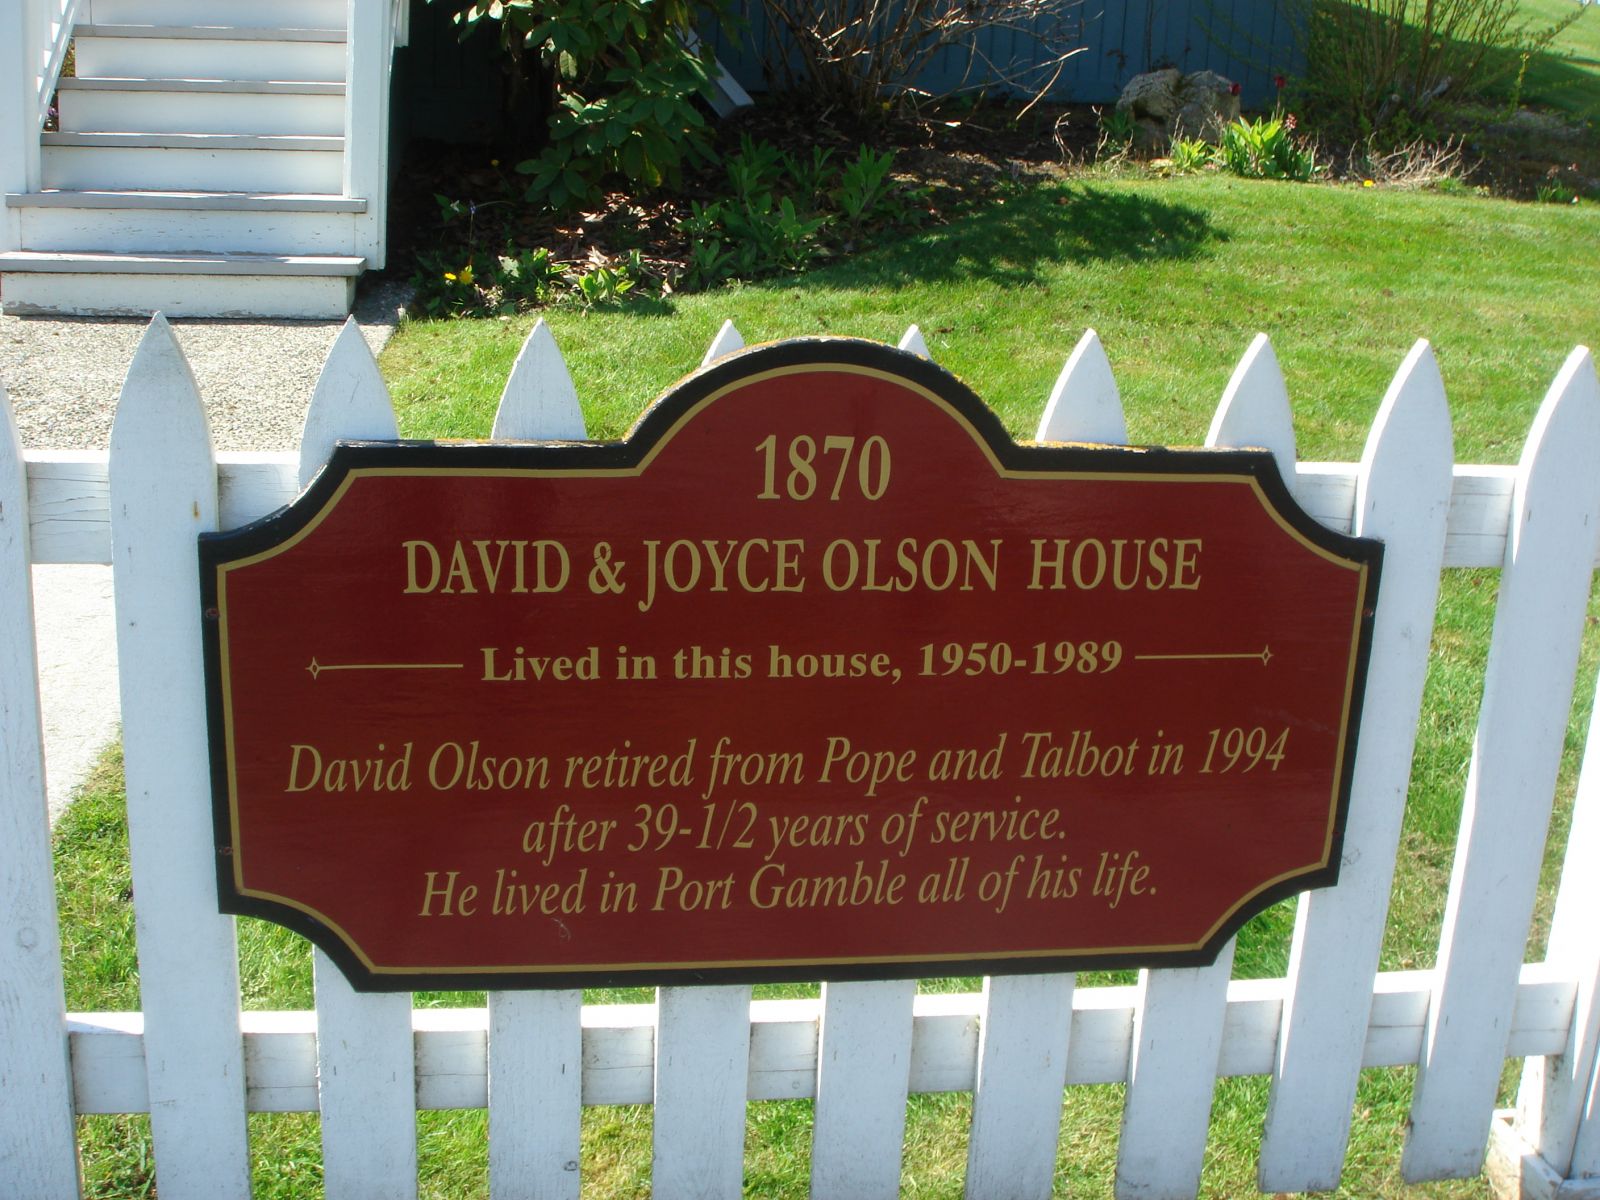 1870
DAVID & JOYCE OLSON HOUSE
Lived in this house, 1950-1989
David Olson retired from Pope and Talbot in 1994
after 39-1/2 years of service.
He lived in Port Gamble all of his life.